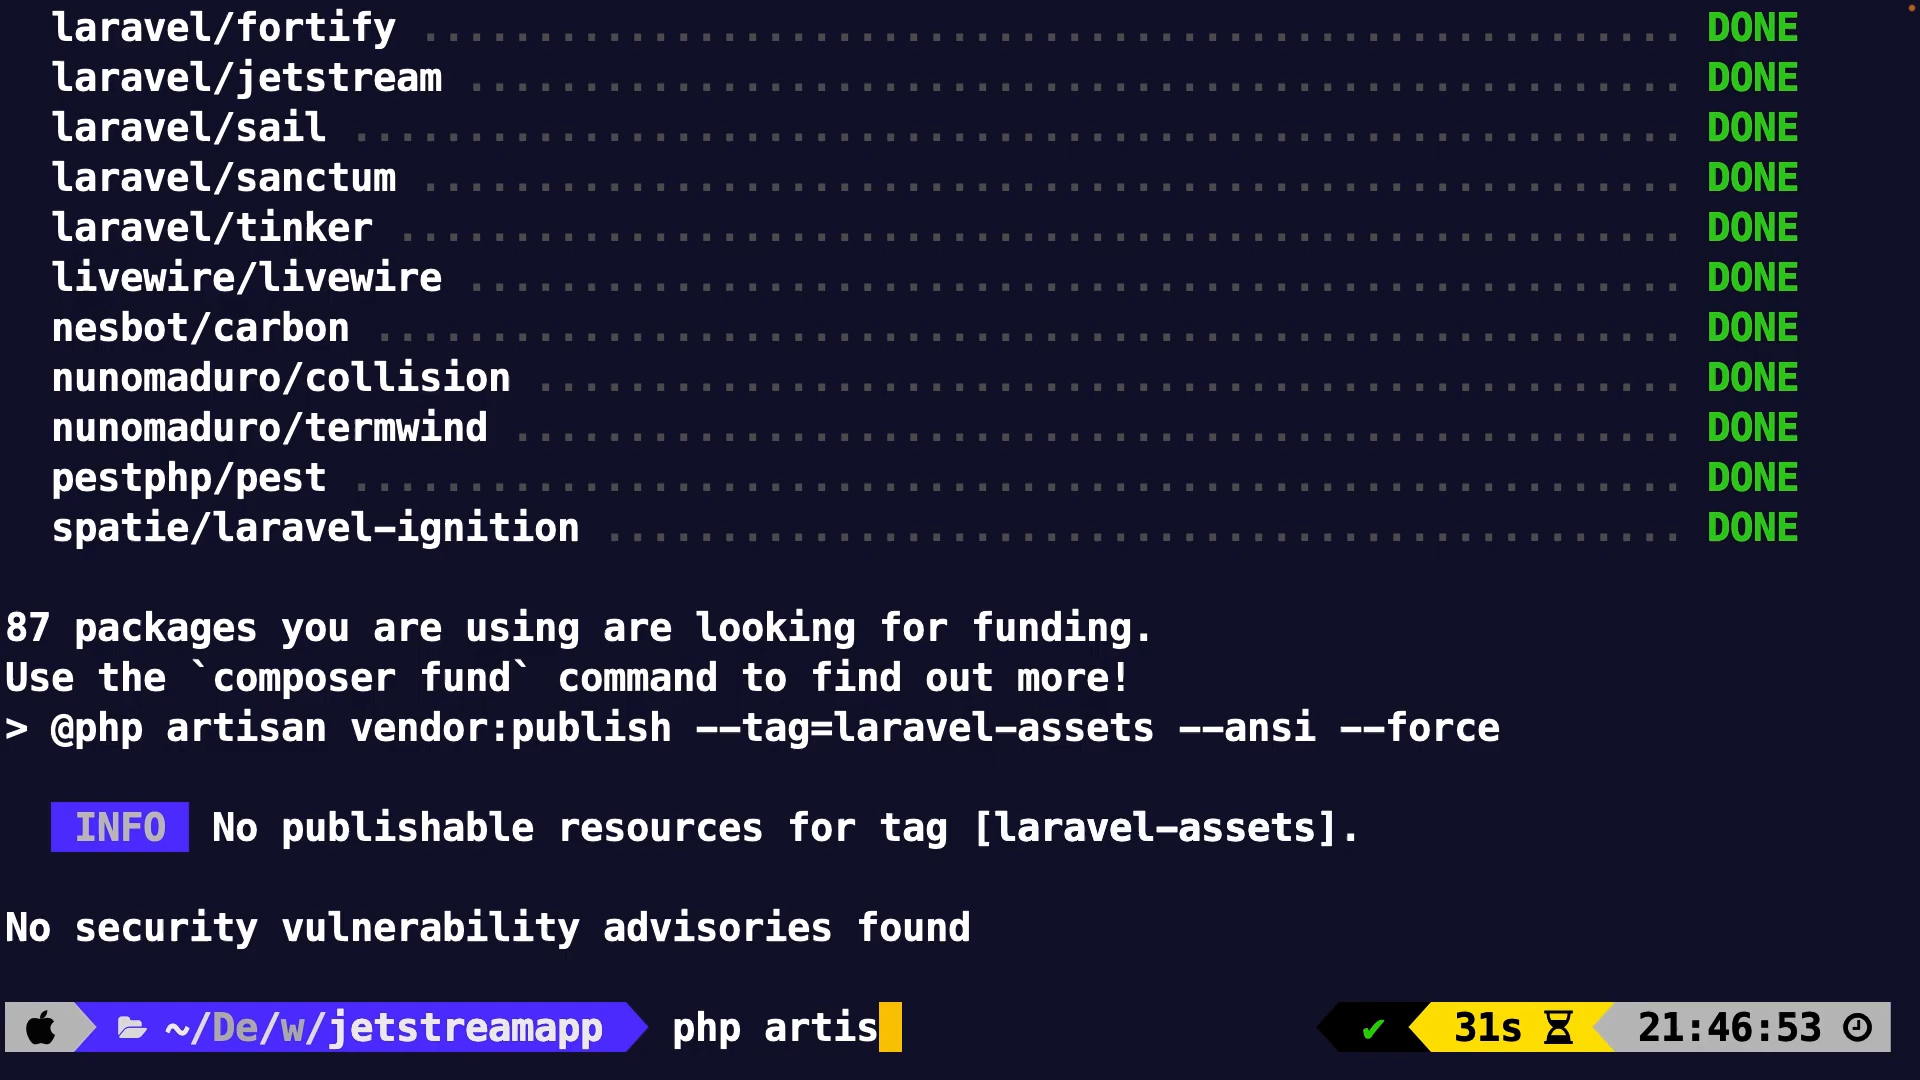 laravel/fortify ....................................................... DONE
laravel/jetstream ..................................................... DONE
laravel/sail .......................................................... DONE
laravel/sanctum ....................................................... DONE
laravel/tinker ........................................................ DONE
livewire/livewire ..................................................... DONE
nesbot/carbon ......................................................... DONE
nunomaduro/collision .................................................. DONE
nunomaduro/termwind ................................................... DONE
pestphp/pest .......................................................... DONE
spatie/laravel-ignition ............................................... DONE
87 packages you are using are looking for funding.
Use the `composer fund` command to find out more!
> @php artisan vendor:publish --tag=laravel-assets --ansi --force
INFO No publishable resources for tag [laravel-assets].
No security vulnerability advisories found
~/De/w/jetstreamapp php artis ✔ 31s 21:46:53